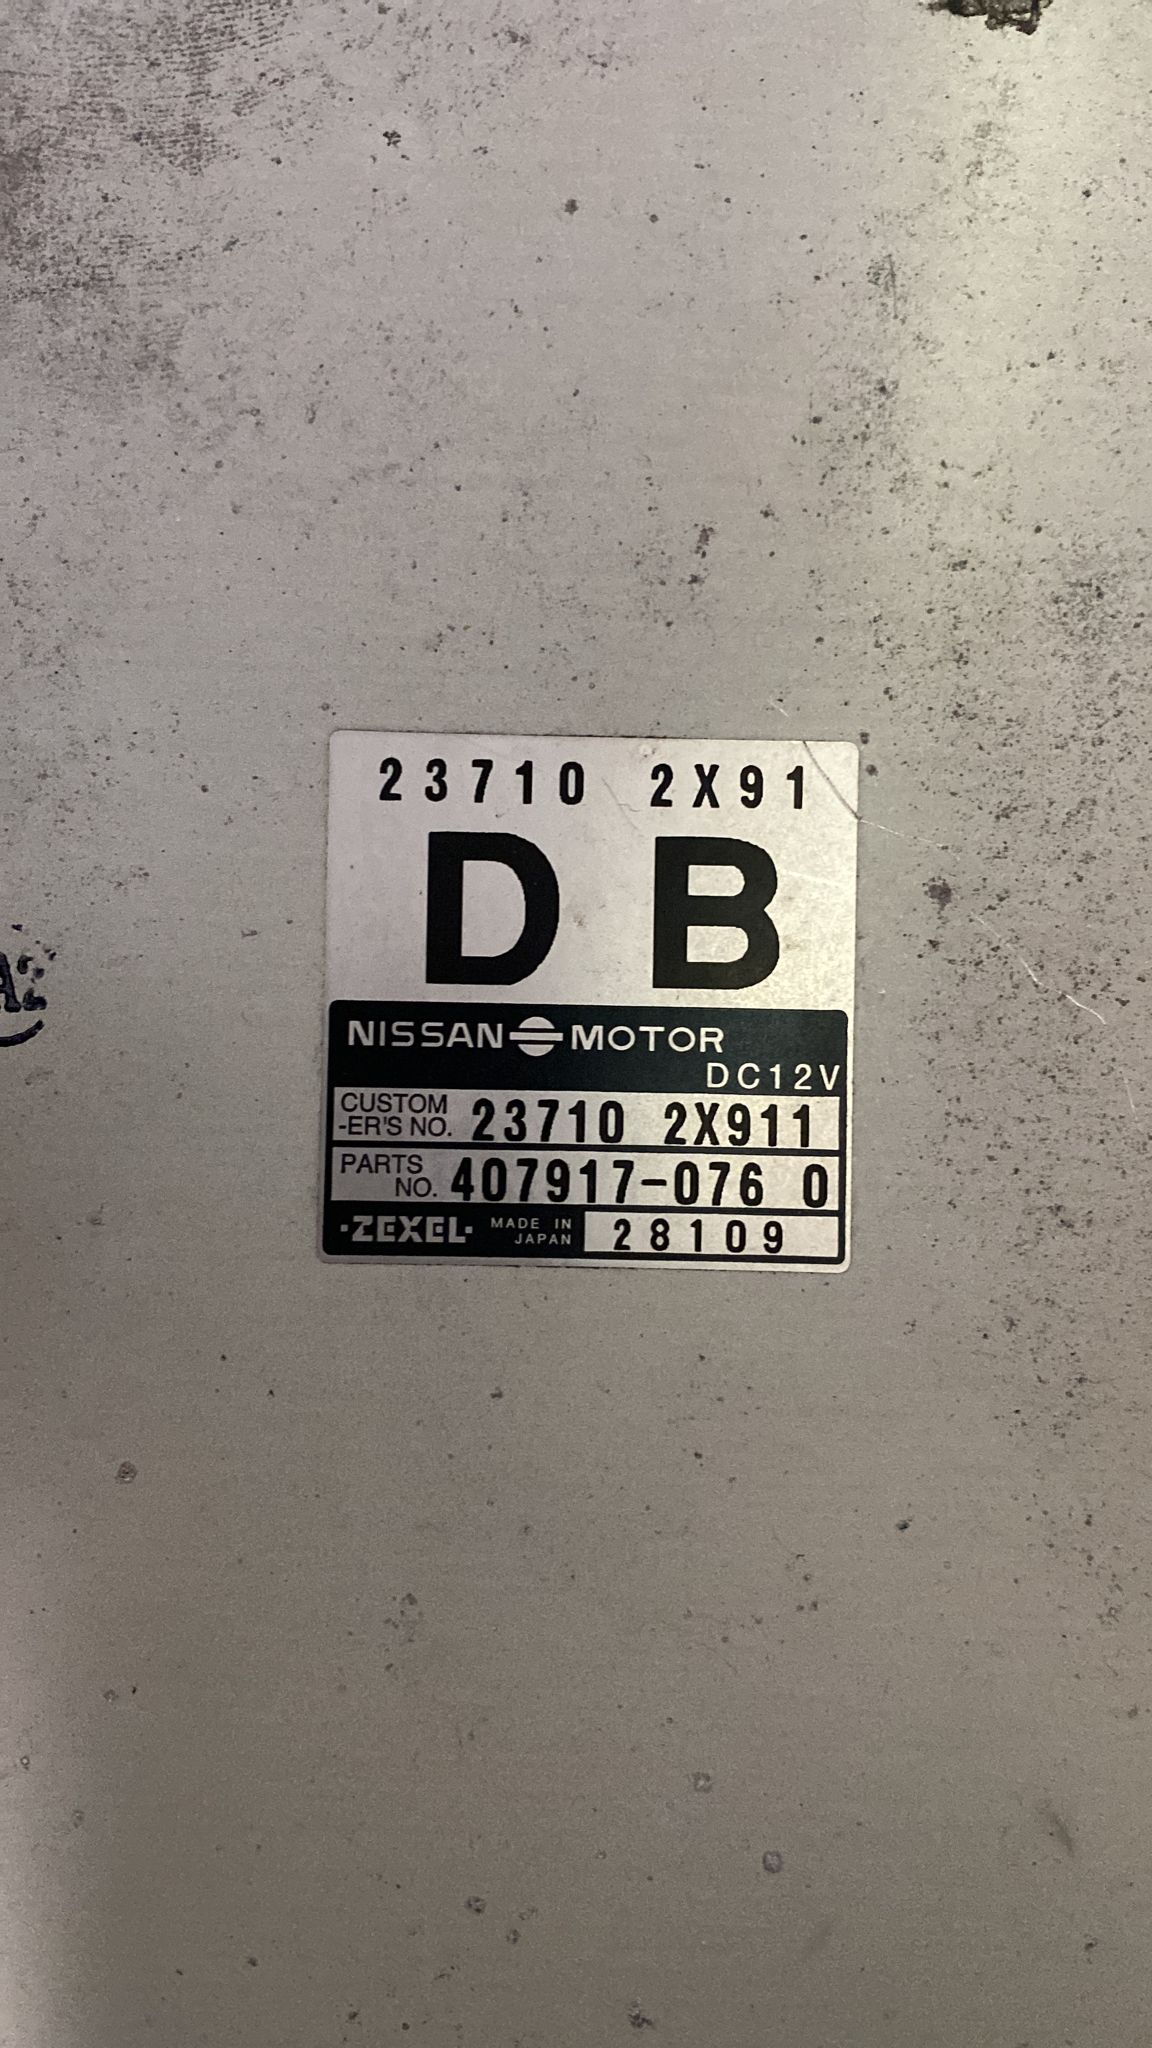 23710 2X91
D B
NISSAN MOTOR
DC12V
CUSTOM
-ER'S NO. 23710 2X911
PARTS
NO. 407917-076 0
·ZEXEL· MADE IN
JAPAN 28109